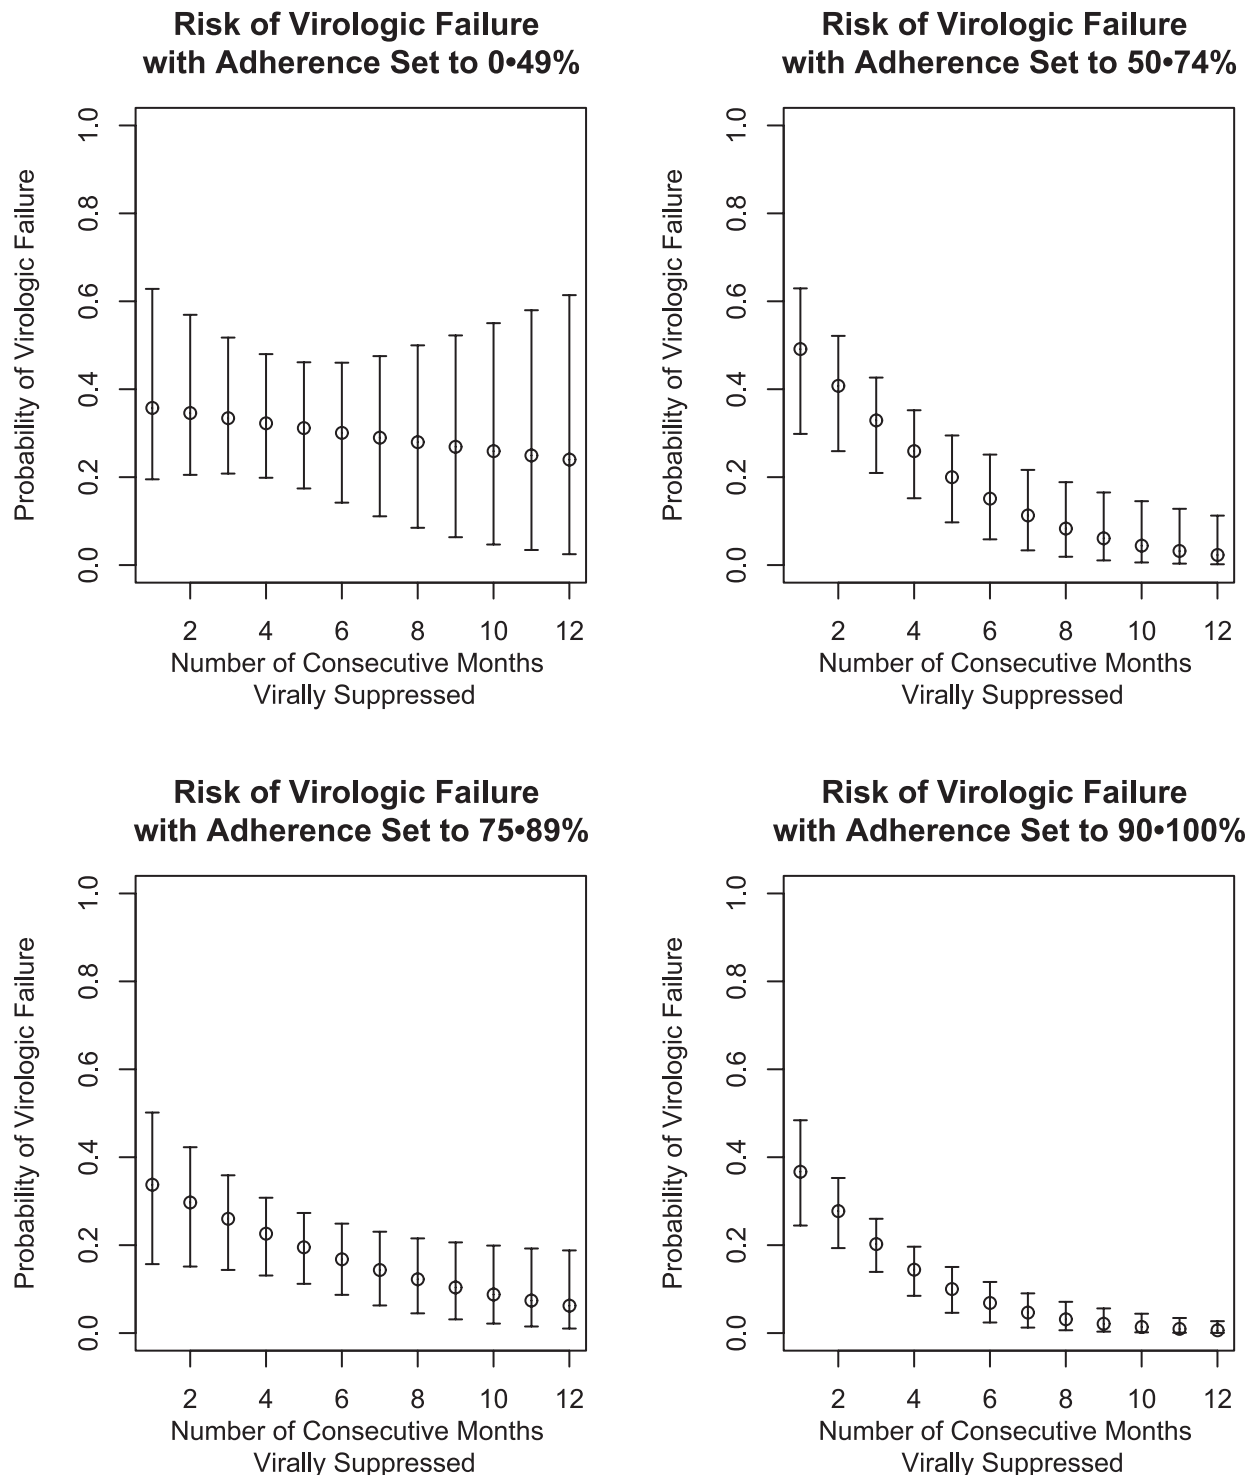 Risk of Virologic Failure
with Adherence Set to 0•49%
Probability of Virologic Failure
1.0
0.8
0.6
0.4
0.2
0.0
2 4 6 8 10 12
Number of Consecutive Months
Virally Suppressed
Risk of Virologic Failure
with Adherence Set to 50•74%
Probability of Virologic Failure
1.0
0.8
0.6
0.4
0.2
0.0
2 4 6 8 10 12
Number of Consecutive Months
Virally Suppressed
Risk of Virologic Failure
with Adherence Set to 75•89%
Probability of Virologic Failure
1.0
0.8
0.6
0.4
0.2
0.0
2 4 6 8 10 12
Number of Consecutive Months
Virally Suppressed
Risk of Virologic Failure
with Adherence Set to 90•100%
Probability of Virologic Failure
1.0
0.8
0.6
0.4
0.2
0.0
2 4 6 8 10 12
Number of Consecutive Months
Virally Suppressed